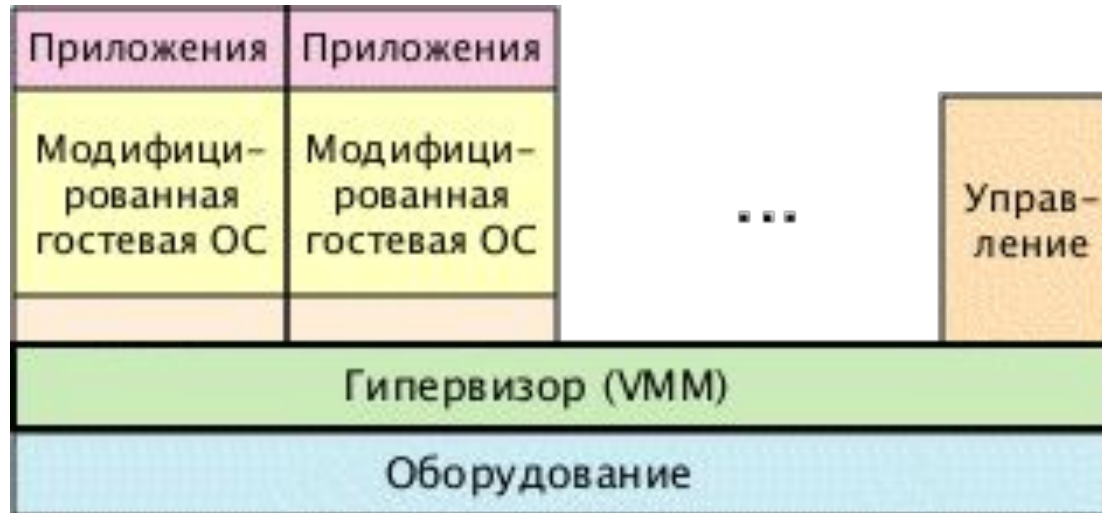 Приложения
Приложения
Модифици-
рованная
гостевая ОС
Модифици-
рованная
гостевая ОС
...
Управ-
ление
Гипервизор (VMM)
Оборудование